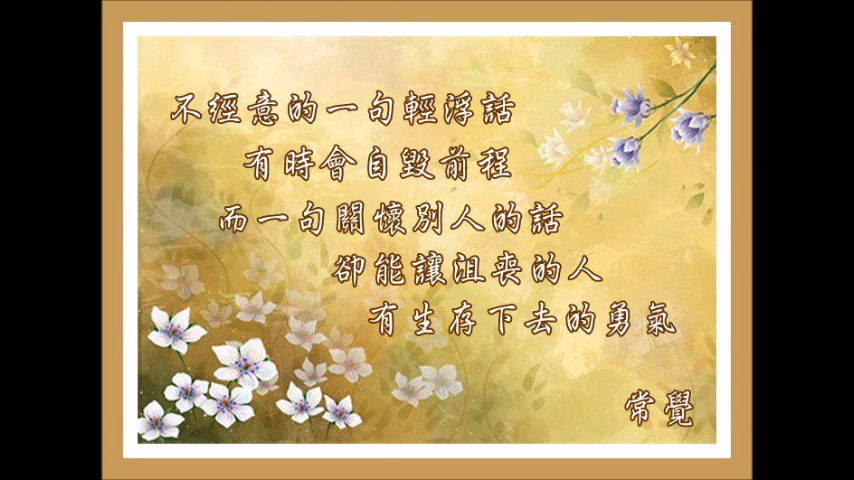 不經意的一句輕浮話
有時會自毀前程
而一句關懷別人的話
卻能讓沮喪的人
有生存下去的勇氣
常覺